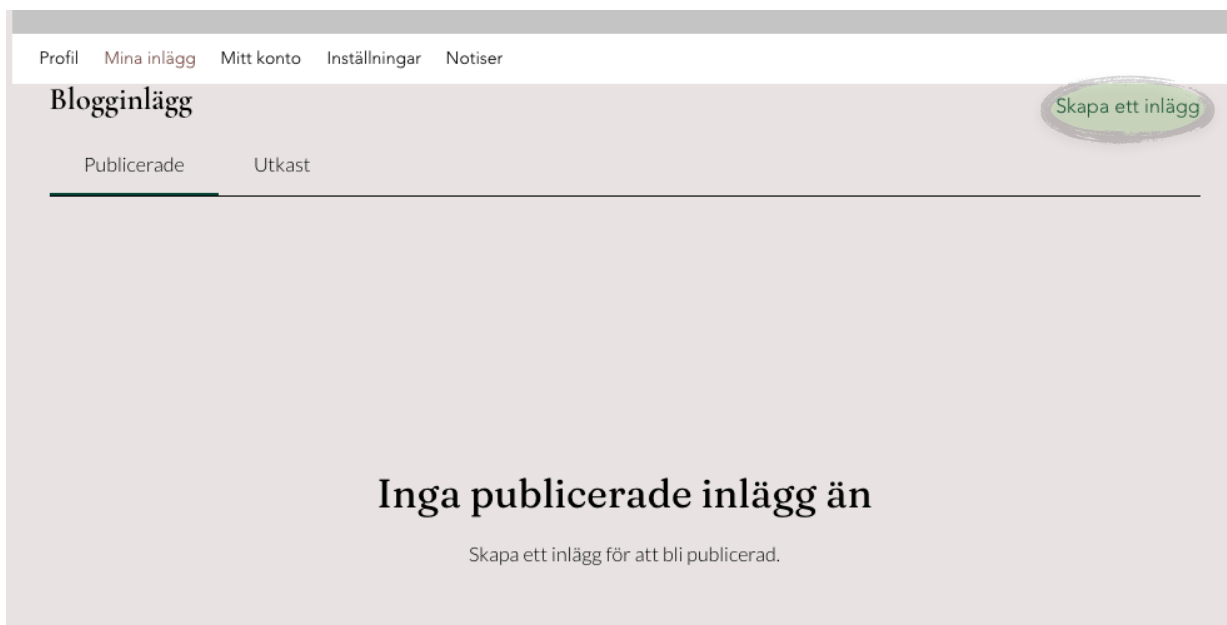 Profil Mina inlägg Mitt konto Inställningar Notiser
Blogginlägg
Skapa ett inlägg
Publicerade Utkast
Inga publicerade inlägg än
Skapa ett inlägg för att bli publicerad.